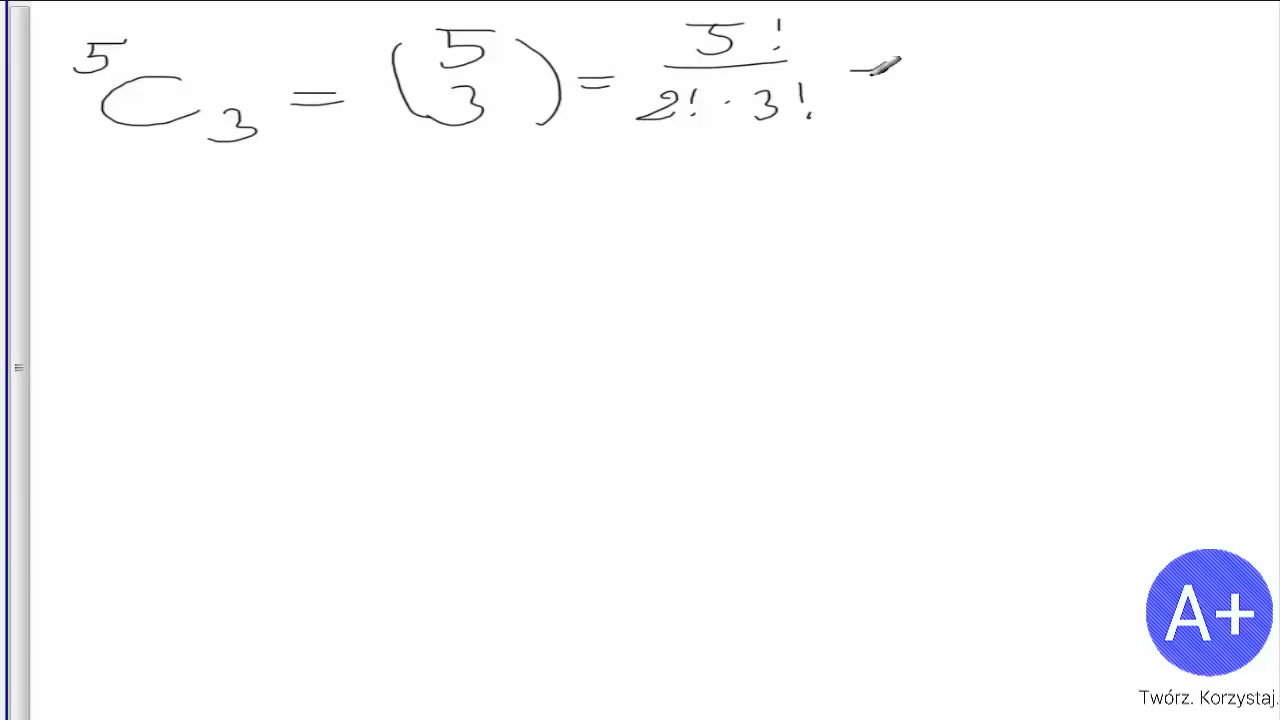 ⁵C₃ = (5 3) = 5! / 2! · 3!
A+
Twórz. Korzystaj.